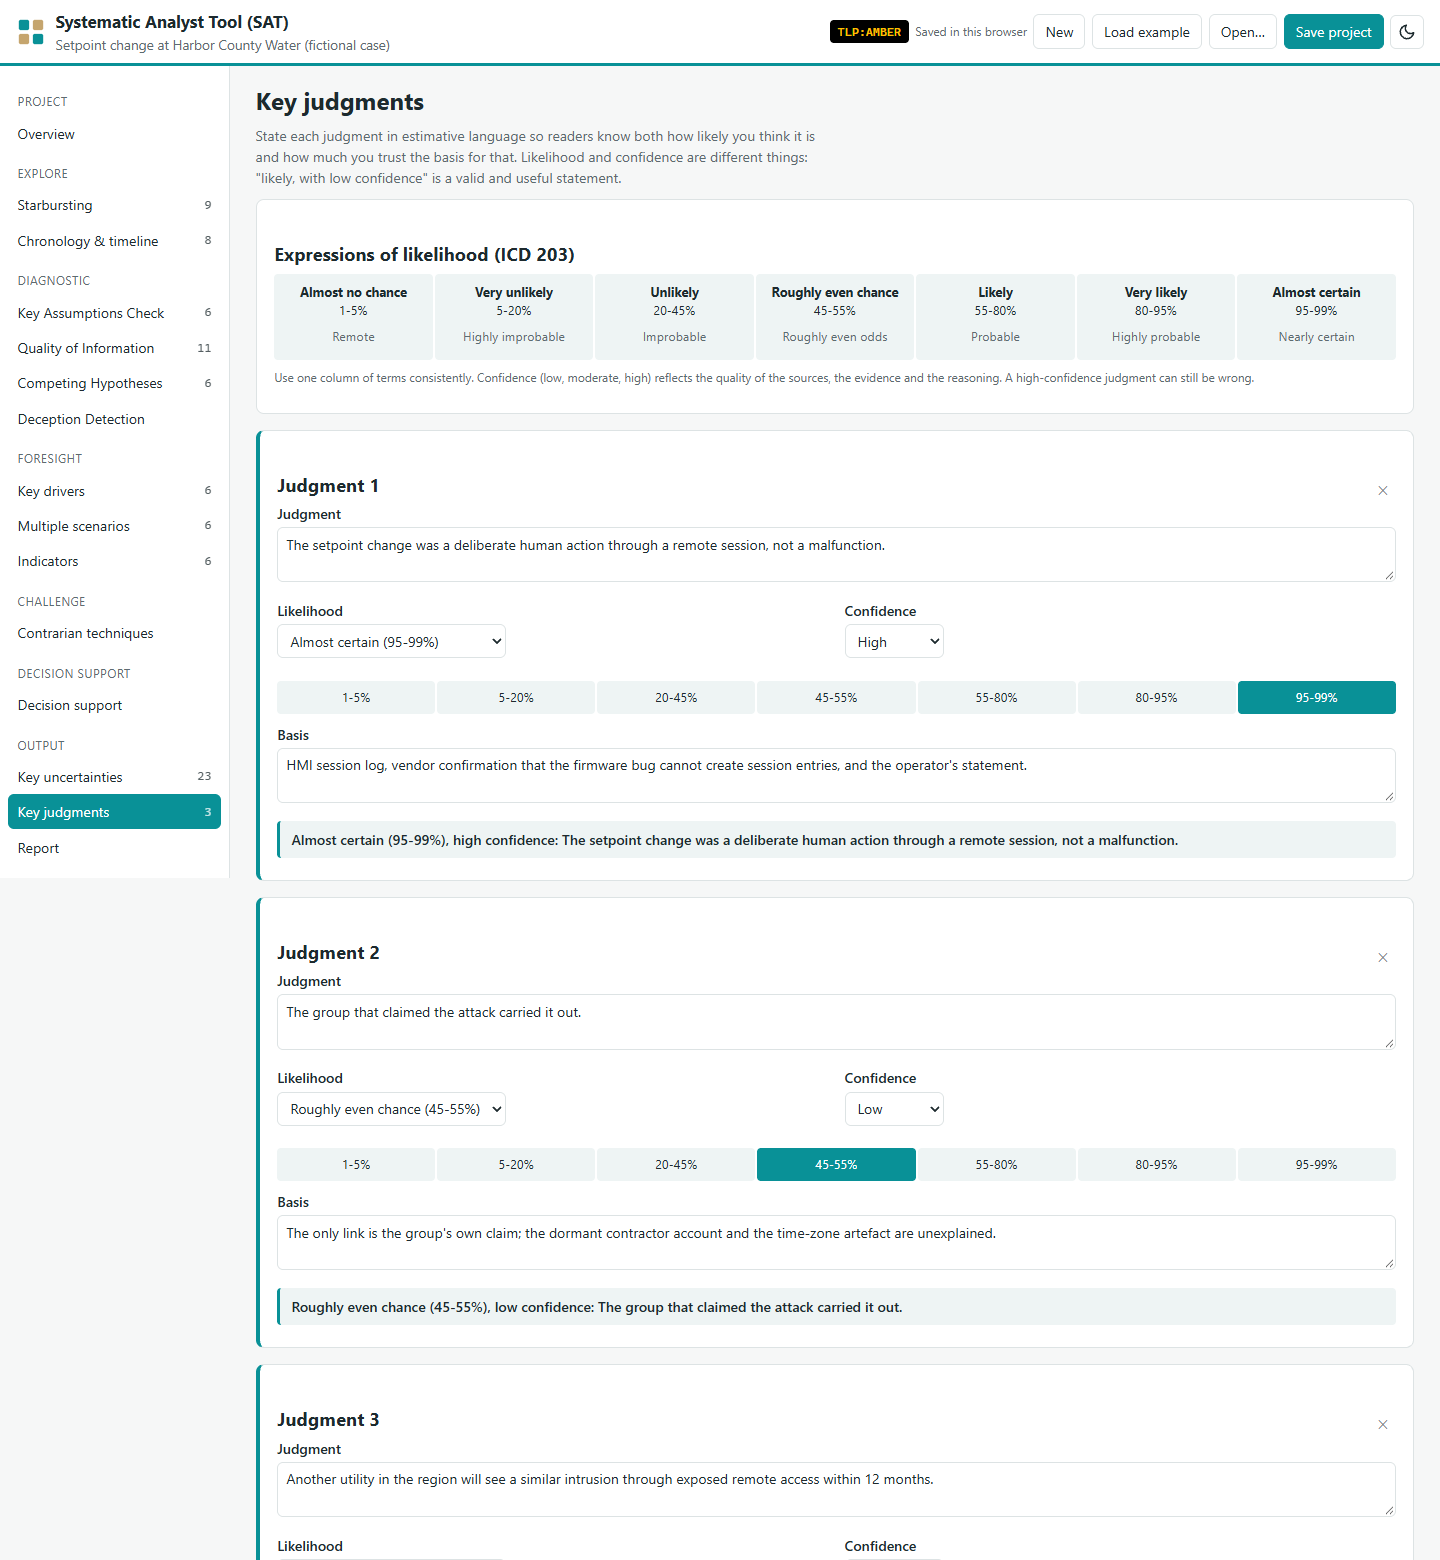 Systematic Analyst Tool (SAT)
Setpoint change at Harbor County Water (fictional case)
TLP:AMBER
Saved in this browser
New
Load example
Open...
Save project
PROJECT
Overview
EXPLORE
Starbursting 9
Chronology & timeline 8
DIAGNOSTIC
Key Assumptions Check 6
Quality of Information 11
Competing Hypotheses 6
Deception Detection
FORESIGHT
Key drivers 6
Multiple scenarios 6
Indicators 6
CHALLENGE
Contrarian techniques
DECISION SUPPORT
Decision support
OUTPUT
Key uncertainties 23
Key judgments 3
Report
Key judgments
State each judgment in estimative language so readers know both how likely you think it is
and how much you trust the basis for that. Likelihood and confidence are different things:
"likely, with low confidence" is a valid and useful statement.
Expressions of likelihood (ICD 203)
Almost no chance
1-5%
Remote
Very unlikely
5-20%
Highly improbable
Unlikely
20-45%
Improbable
Roughly even chance
45-55%
Roughly even odds
Likely
55-80%
Probable
Very likely
80-95%
Highly probable
Almost certain
95-99%
Nearly certain
Use one column of terms consistently. Confidence (low, moderate, high) reflects the quality of the sources, the evidence and the reasoning. A high-confidence judgment can still be wrong.
Judgment 1
×
Judgment
The setpoint change was a deliberate human action through a remote session, not a malfunction.
Likelihood
Confidence
Almost certain (95-99%)
High
1-5% 5-20% 20-45% 45-55% 55-80% 80-95% 95-99%
Basis
HMI session log, vendor confirmation that the firmware bug cannot create session entries, and the operator's statement.
Almost certain (95-99%), high confidence: The setpoint change was a deliberate human action through a remote session, not a malfunction.
Judgment 2
×
Judgment
The group that claimed the attack carried it out.
Likelihood
Confidence
Roughly even chance (45-55%)
Low
1-5% 5-20% 20-45% 45-55% 55-80% 80-95% 95-99%
Basis
The only link is the group's own claim; the dormant contractor account and the time-zone artefact are unexplained.
Roughly even chance (45-55%), low confidence: The group that claimed the attack carried it out.
Judgment 3
×
Judgment
Another utility in the region will see a similar intrusion through exposed remote access within 12 months.
Likelihood
Confidence